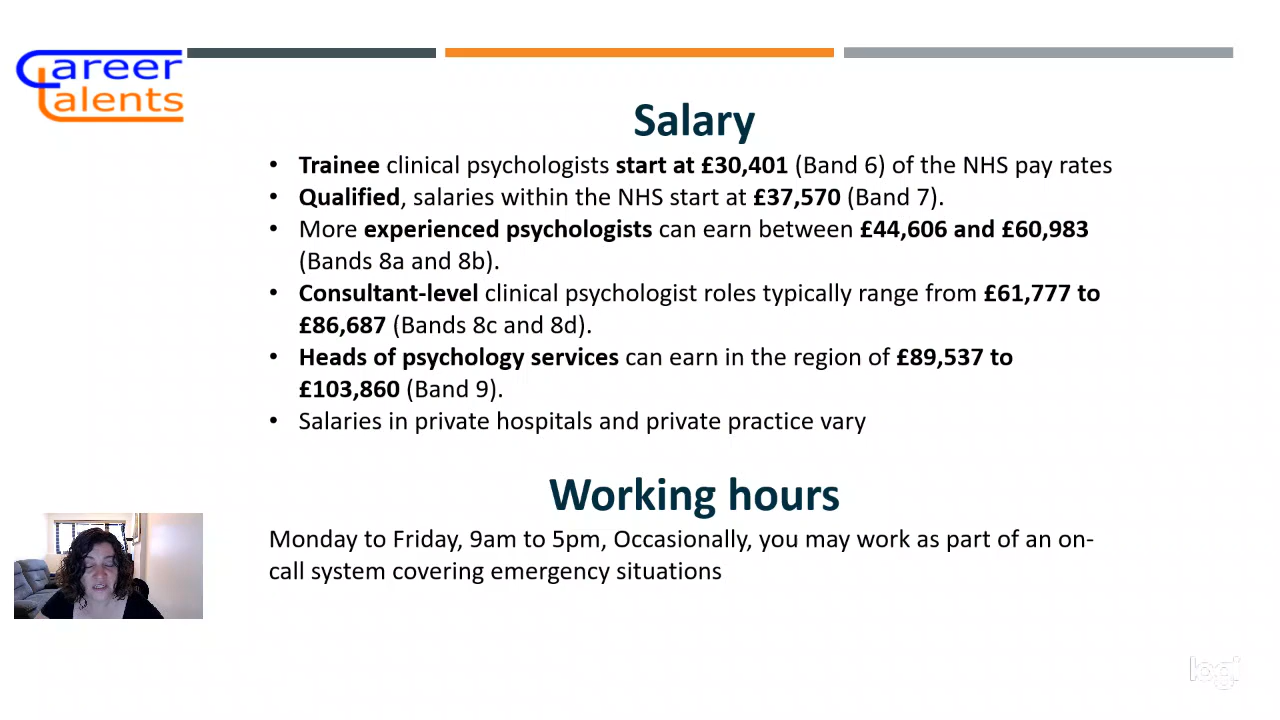 Career
Talents
Salary
• Trainee clinical psychologists start at £30,401 (Band 6) of the NHS pay rates
• Qualified, salaries within the NHS start at £37,570 (Band 7).
• More experienced psychologists can earn between £44,606 and £60,983
(Bands 8a and 8b).
• Consultant-level clinical psychologist roles typically range from £61,777 to
£86,687 (Bands 8c and 8d).
• Heads of psychology services can earn in the region of £89,537 to
£103,860 (Band 9).
• Salaries in private hospitals and private practice vary
Working hours
Monday to Friday, 9am to 5pm, Occasionally, you may work as part of an on-
call system covering emergency situations
logi